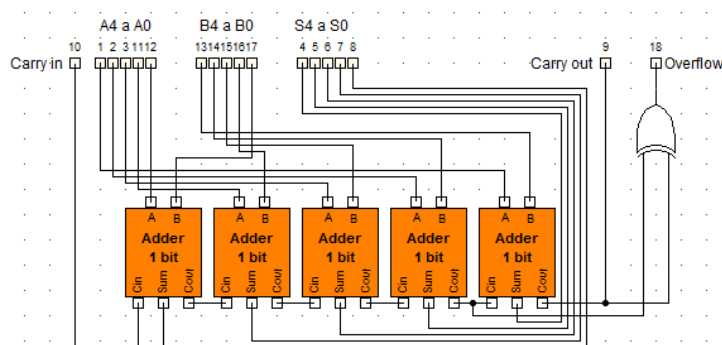 A4 a A0 B4 a B0 S4 a S0
10 1 2 3 11 12 13 14 15 16 17 4 5 6 7 8 9 18
Carry in Carry out Overflow
A B A B A B A B A B
Adder Adder Adder Adder Adder
1 bit 1 bit 1 bit 1 bit 1 bit
Cin Sum Cout Cin Sum Cout Cin Sum Cout Cin Sum Cout Cin Sum Cout